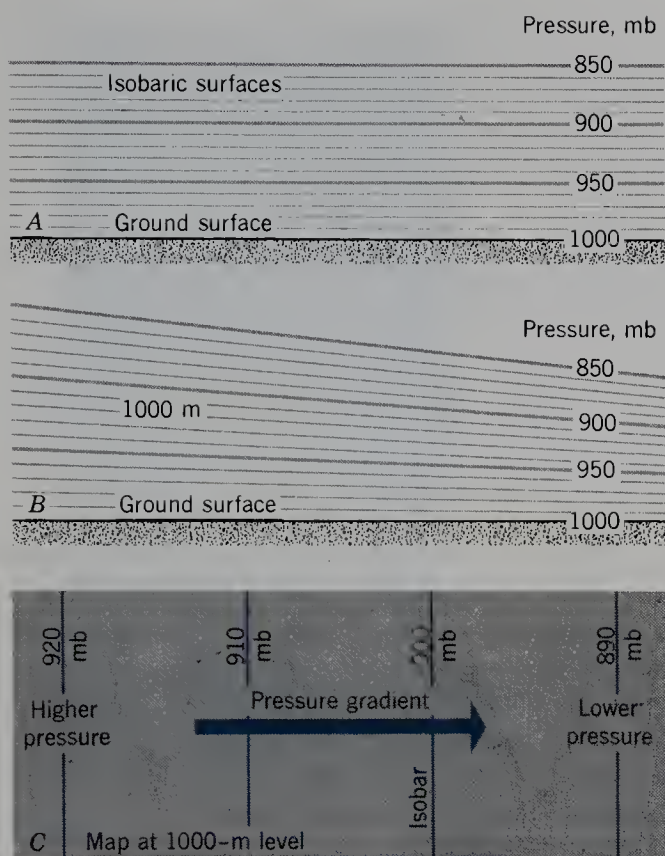 Pressure, mb
850
Isobaric surfaces
900
950
A Ground surface
1000
Pressure, mb
850
1000 m
900
950
B Ground surface
1000
920 mb
910 mb
mb
890 mb
Higher pressure
Pressure gradient
Lower pressure
Isobar
C Map at 1000-m level